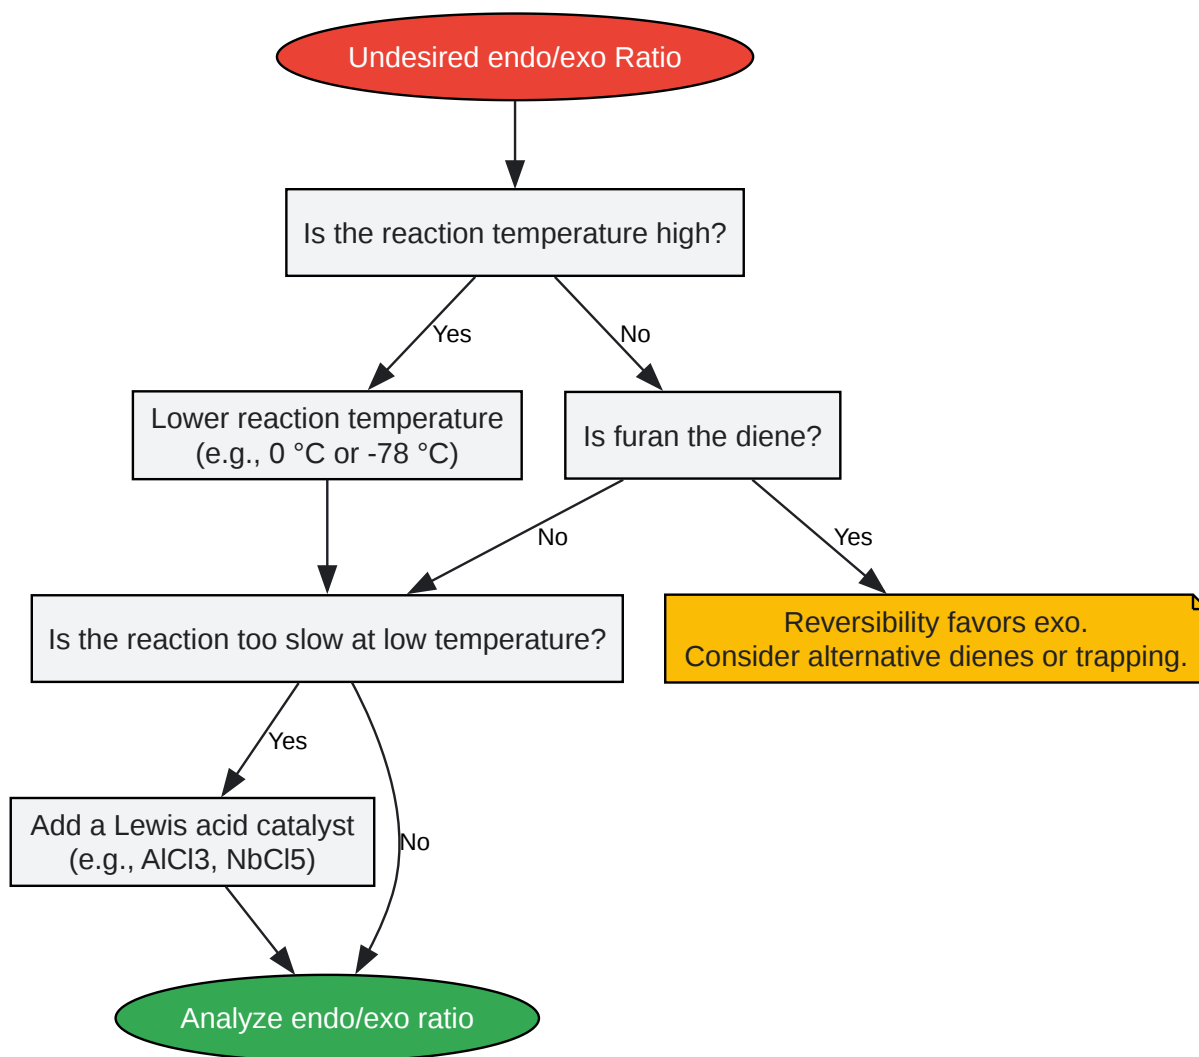 Undesired endo/exo Ratio
Is the reaction temperature high?
Yes
No
Lower reaction temperature
(e.g., 0 °C or -78 °C)
Is furan the diene?
No
Yes
Is the reaction too slow at low temperature?
Reversibility favors exo.
Consider alternative dienes or trapping.
Yes
Add a Lewis acid catalyst
(e.g., AlCl3, NbCl5)
No
Analyze endo/exo ratio